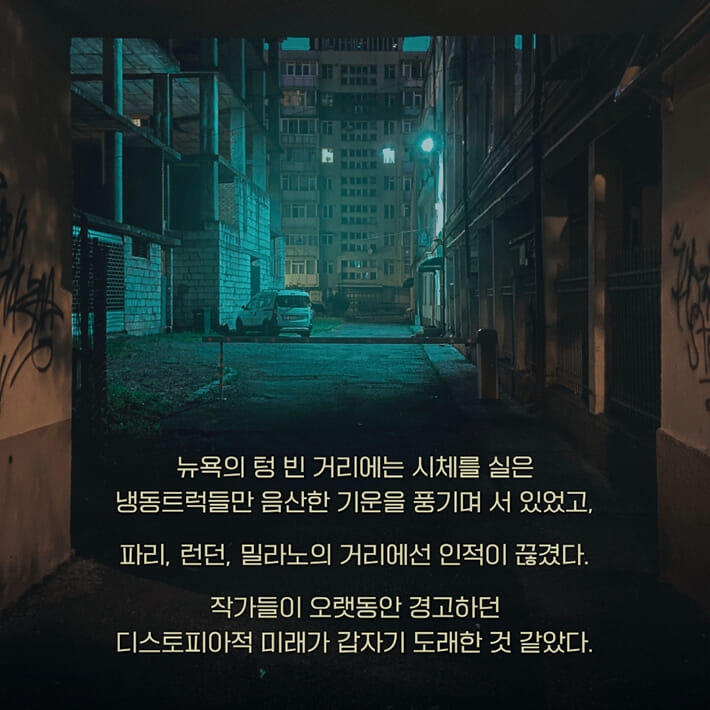 뉴욕의 텅 빈 거리에는 시체를 실은
냉동트럭들만 음산한 기운을 풍기며 서 있었고,
파리, 런던, 밀라노의 거리에선 인적이 끊겼다.
작가들이 오랫동안 경고하던
디스토피아적 미래가 갑자기 도래한 것 같았다.